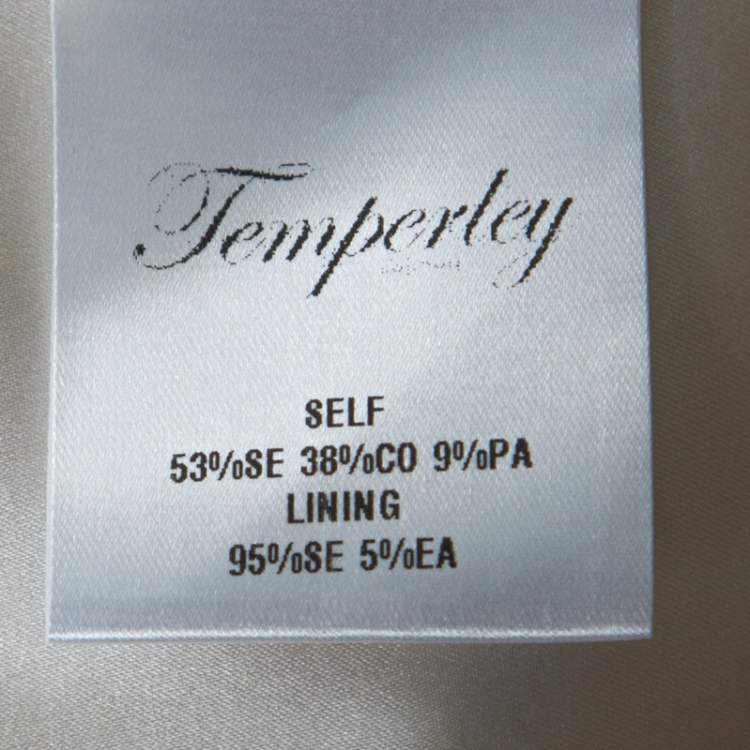 Temperley
SELF
53%SE 38%CO 9%PA
LINING
95%SE 5%EA